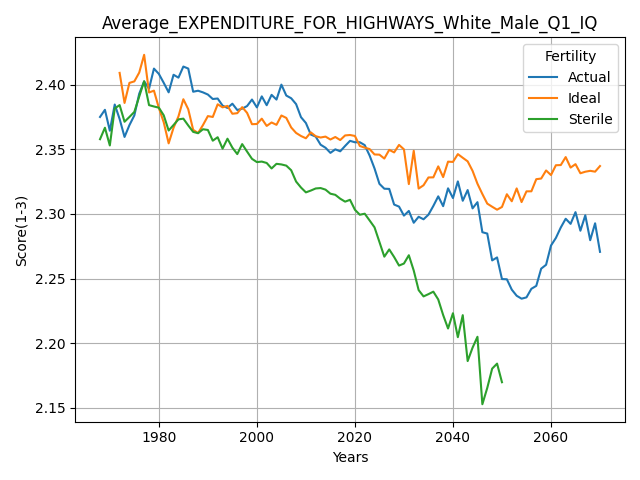 Average_EXPENDITURE_FOR_HIGHWAYS_White_Male_Q1_IQ
Fertility
Actual
Ideal
Sterile
Score(1-3)
2.40
2.35
2.30
2.25
2.20
2.15
1980
2000
2020
2040
2060
Years